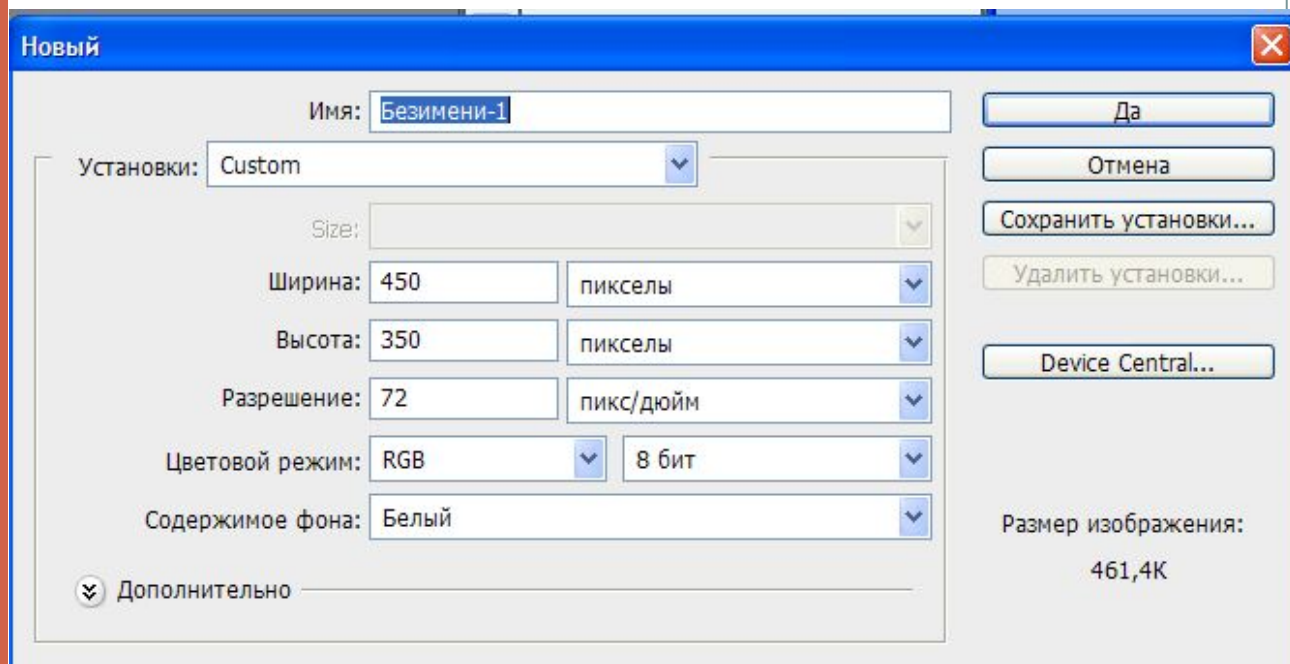 Новый
Имя: Безимени-1
Да
Установки: Custom
Отмена
Size:
Сохранить установки...
Ширина: 450 пикселы
Удалить установки...
Высота: 350 пикселы
Device Central...
Разрешение: 72 пикс/дюйм
Цветовой режим: RGB 8 бит
Содержимое фона: Белый
Размер изображения:
461,4K
Дополнительно